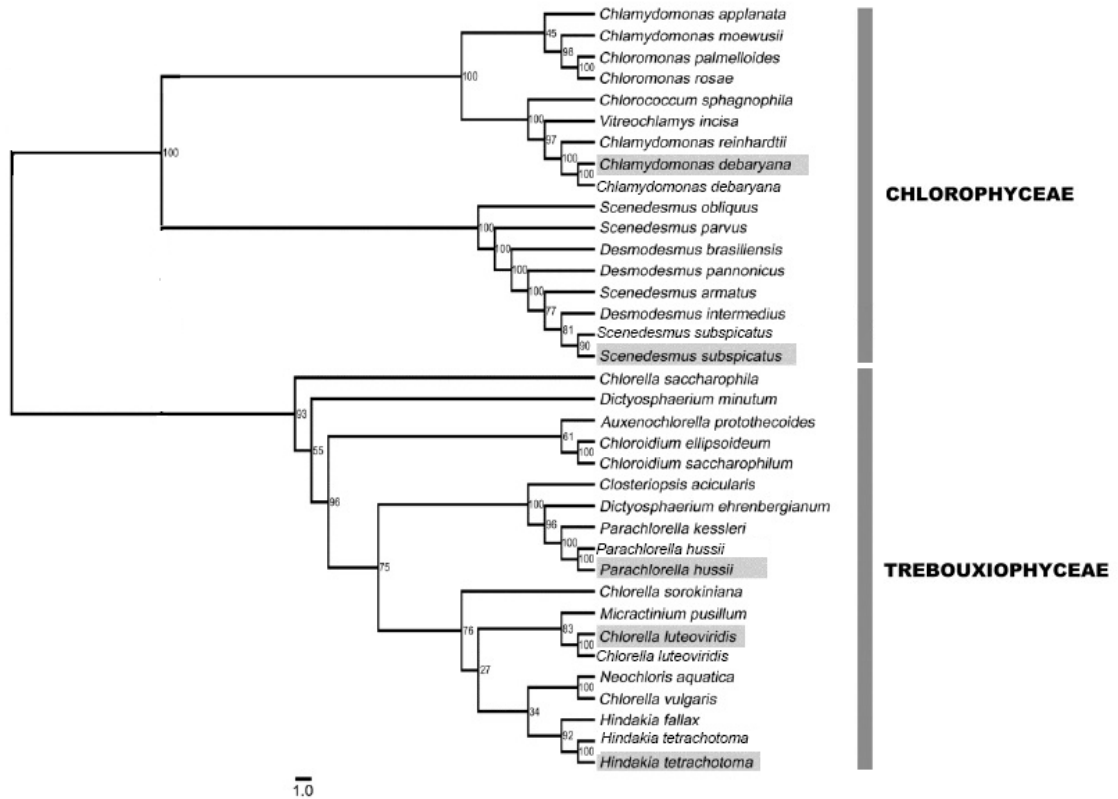 Chlamydomonas applanata
45
Chlamydomonas moewusii
98
Chloromonas palmelloides
100
Chloromonas rosae
100
Chlorococcum sphagnophila
100
Vitreochlamys incisa
97
Chlamydomonas reinhardtii
100
Chlamydomonas debaryana
100
Chlamydomonas debaryana
100
CHLOROPHYCEAE
Scenedesmus obliquus
100
Scenedesmus parvus
100
Desmodesmus brasiliensis
100
Desmodesmus pannonicus
100
Scenedesmus armatus
77
Desmodesmus intermedius
81
Scenedesmus subspicatus
90
Scenedesmus subspicatus
Chlorella saccharophila
93
Dictyosphaerium minutum
55
Auxenochlorella protothecoides
61
Chloroidium ellipsoideum
100
Chloroidium saccharophilum
96
Closteriopsis acicularis
100
Dictyosphaerium ehrenbergianum
96
Parachlorella kessleri
100
Parachlorella hussii
100
Parachlorella hussii
75
TREBOUXIOPHYCEAE
Chlorella sorokiniana
76
Micractinium pusillum
83
Chlorella luteoviridis
100
Chlorella luteoviridis
27
Neochloris aquatica
100
Chlorella vulgaris
34
Hindakia fallax
92
Hindakia tetrachotoma
100
Hindakia tetrachotoma
1.0